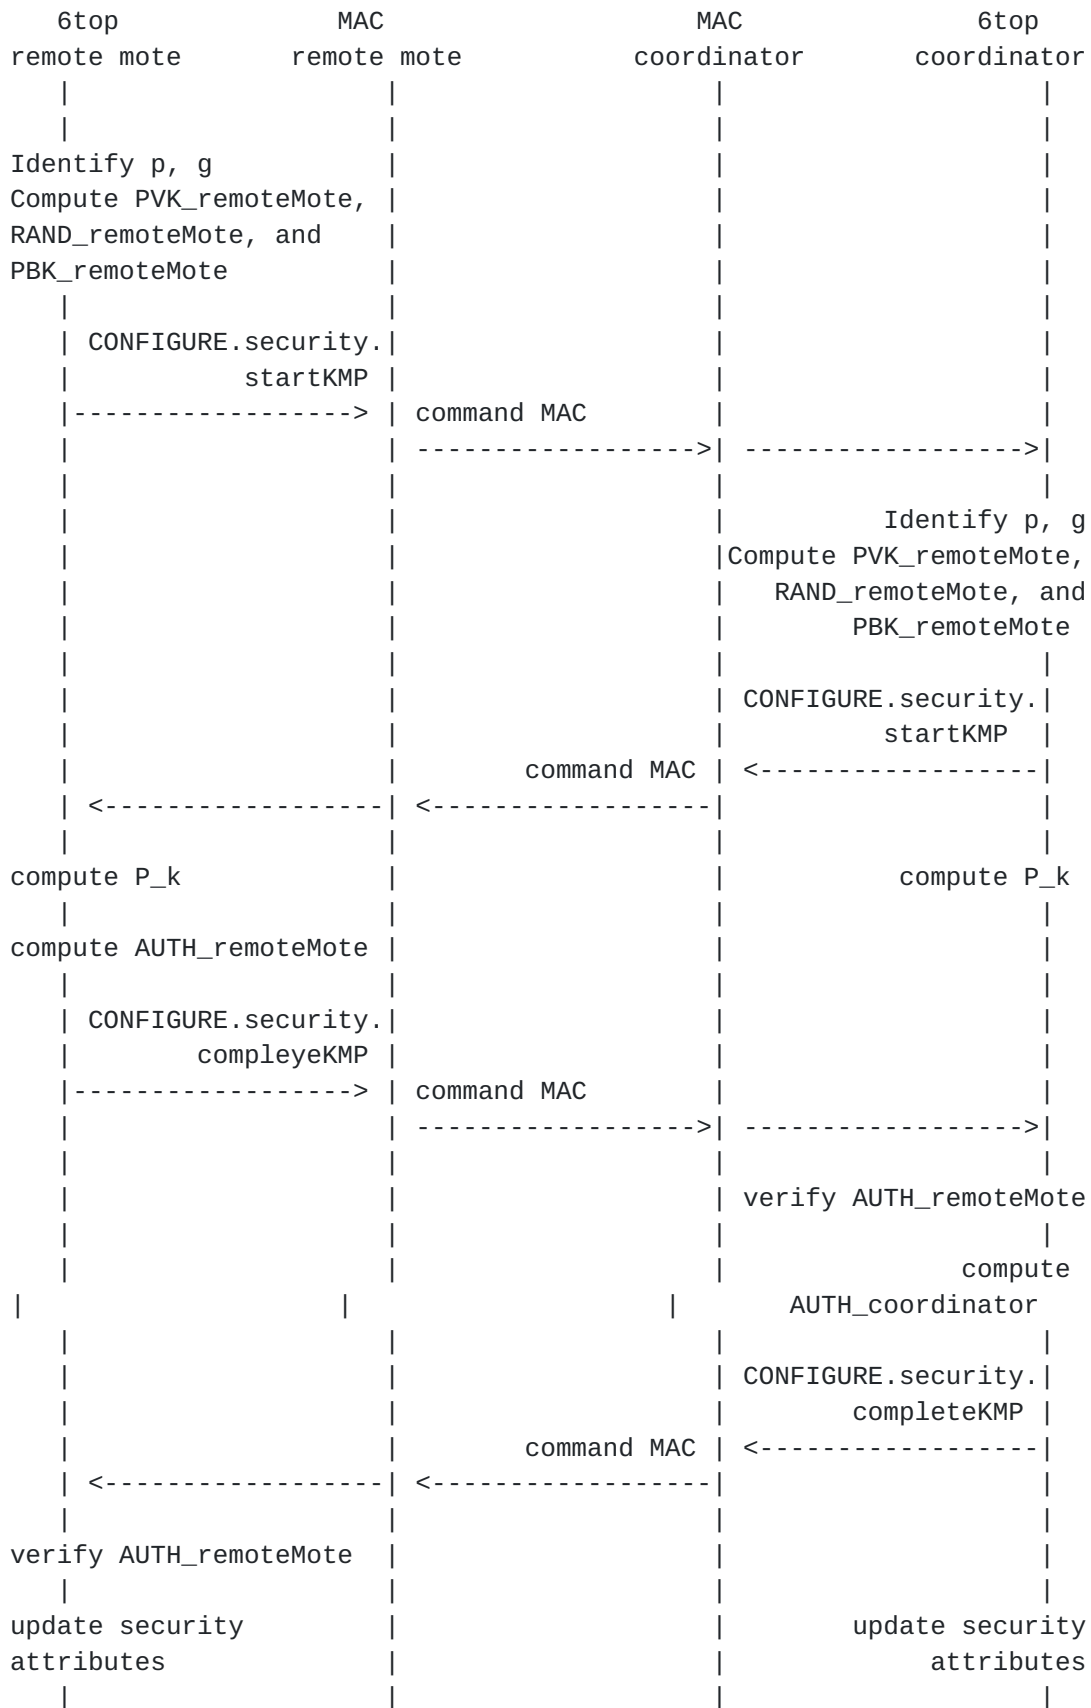 6top MAC MAC 6top
remote mote remote mote coordinator coordinator
| | | |
| | | |
Identify p, g | | |
Compute PVK_remoteMote, | | |
RAND_remoteMote, and | | |
PBK_remoteMote | | |
| | | |
| CONFIGURE.security.| | |
| startKMP | | |
|------------------> | command MAC | |
| | ------------------>| ------------------>|
| | | |
| | | Identify p, g
| | |Compute PVK_remoteMote,
| | | RAND_remoteMote, and
| | | PBK_remoteMote
| | | |
| | | CONFIGURE.security.|
| | | startKMP |
| | command MAC | <------------------|
| <------------------| <------------------| |
| | | |
compute P_k | | compute P_k
| | | |
compute AUTH_remoteMote | | |
| | | |
| CONFIGURE.security.| | |
| compleyeKMP | | |
|------------------> | command MAC | |
| | ------------------>| ------------------>|
| | | |
| | | verify AUTH_remoteMote
| | | |
| | | compute
| | | AUTH_coordinator
| | | |
| | | CONFIGURE.security.|
| | | completeKMP |
| | command MAC | <------------------|
| <------------------| <------------------| |
| | | |
verify AUTH_remoteMote | | |
| | | |
update security | | update security
attributes | | attributes
| | | |